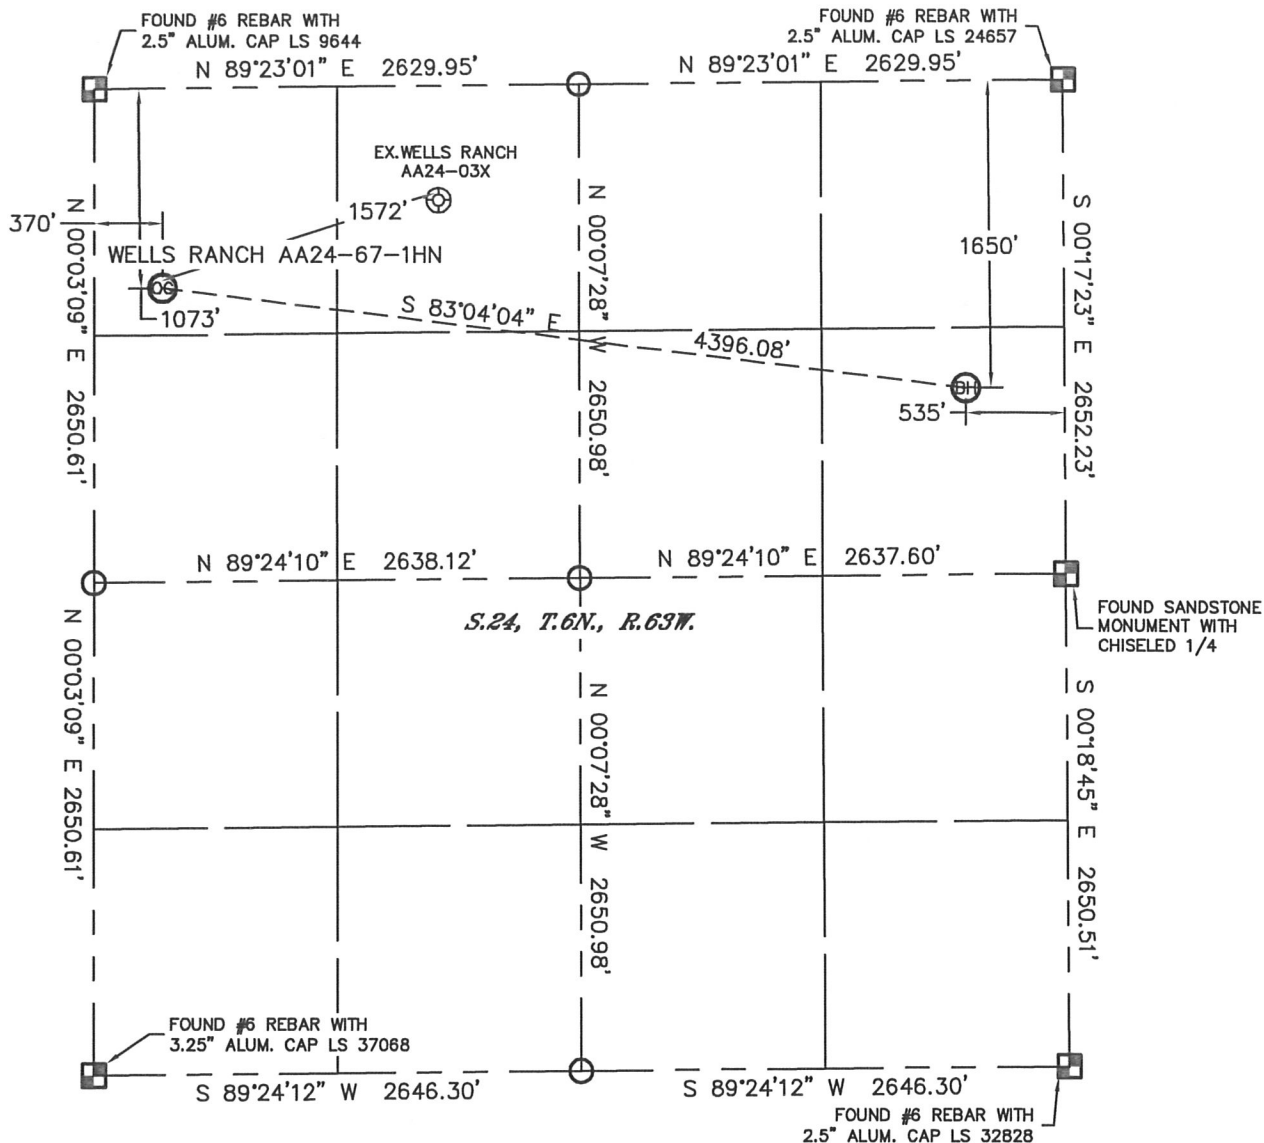 FOUND #6 REBAR WITH
2.5" ALUM. CAP LS 9644
FOUND #6 REBAR WITH
2.5" ALUM. CAP LS 24657
N 89°23'01" E 2629.95'
N 89°23'01" E 2629.95'
EX.WELLS RANCH
AA24-03X
1572'
370'
WELLS RANCH AA24-67-1HN
OG
1073'
N 00°03'09" E 2650.61'
N 00°07'28" W 2650.98'
S 83°04'04" E
4396.08'
1650'
BH
535'
S 00°17'23" E 2652.23'
N 89°24'10" E 2638.12'
N 89°24'10" E 2637.60'
S.24, T.6N., R.63W.
FOUND SANDSTONE
MONUMENT WITH
CHISELED 1/4
N 00°03'09" E 2650.61'
N 00°07'28" W 2650.98'
S 00°18'45" E 2650.51'
FOUND #6 REBAR WITH
3.25" ALUM. CAP LS 37068
S 89°24'12" W 2646.30'
S 89°24'12" W 2646.30'
FOUND #6 REBAR WITH
2.5" ALUM. CAP LS 32828